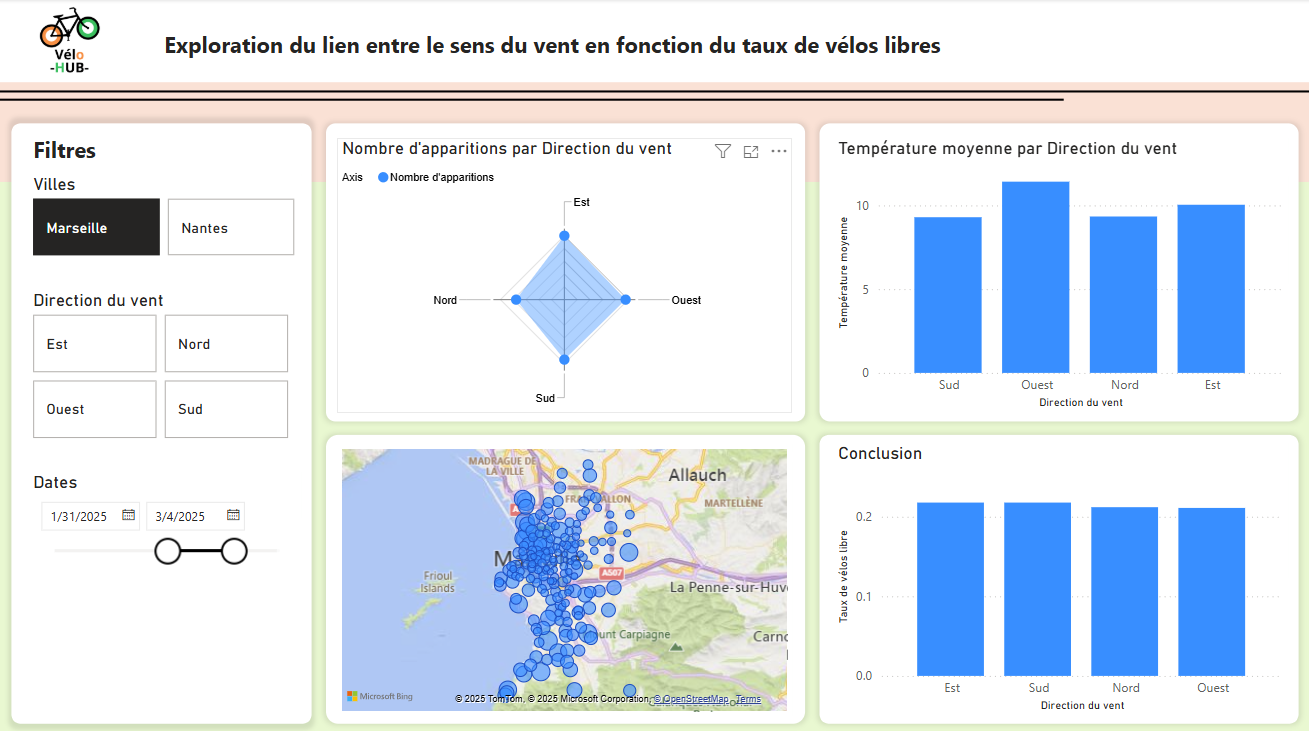 Vélo
-HUB-
Exploration du lien entre le sens du vent en fonction du taux de vélos libres
Filtres
Villes
Marseille
Nantes
Direction du vent
Est
Nord
Ouest
Sud
Dates
1/31/2025
3/4/2025
Nombre d'apparitions par Direction du vent
Axis
Nombre d'apparitions
Est
Nord
Ouest
Sud
Température moyenne par Direction du vent
Température moyenne
10
5
0
Sud
Ouest
Nord
Est
Direction du vent
MADRAGUE DE
LA VILLE
Allauch
MARTELLÈNE
A507
Frioul
Islands
La Penne-sur-Huv
Carpiagne
Microsoft Bing
© 2025 TomTom, © 2025 Microsoft Corporation, © OpenStreetMap Terms
Conclusion
Taux de vélos libre
0.2
0.1
0.0
Est
Sud
Nord
Ouest
Direction du vent